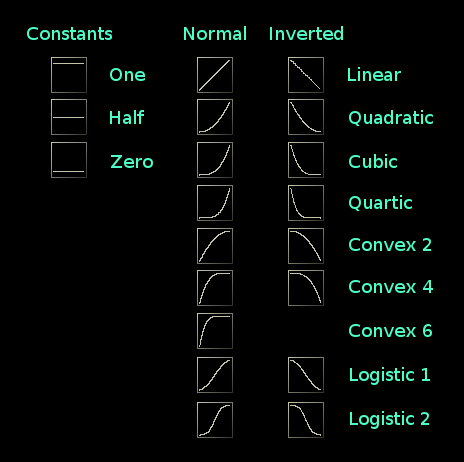 Constants Normal Inverted
One Linear
Half Quadratic
Zero Cubic
Quartic
Convex 2
Convex 4
Convex 6
Logistic 1
Logistic 2